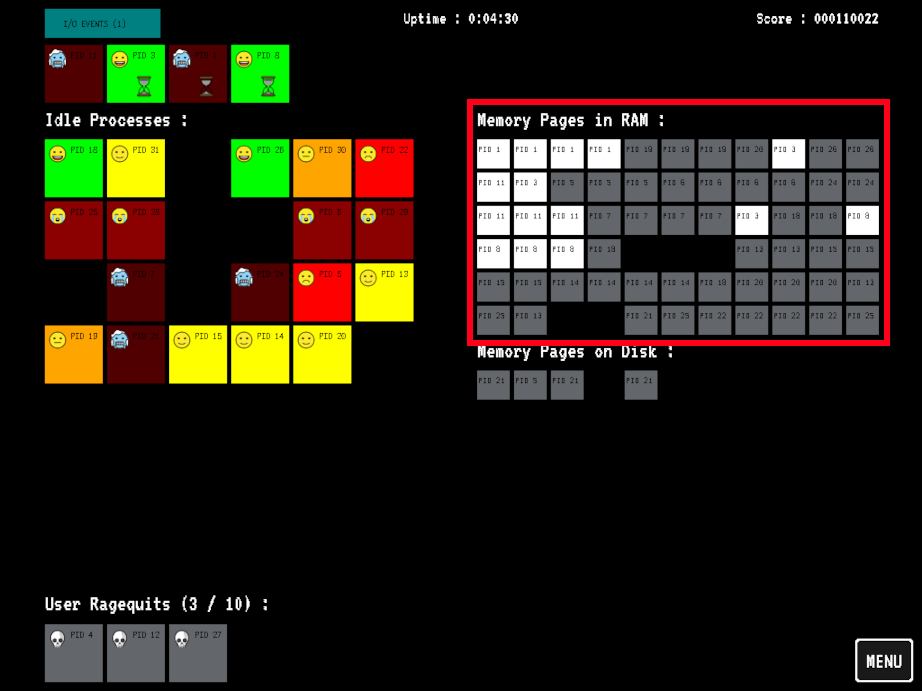 I/O EVENTS (1)
Uptime : 0:04:30
Score : 000110022
PID 11 PID 3 PID 1 PID 8
Idle Processes :
PID 18 PID 31 PID 26 PID 30 PID 22
PID 7
PID 5 PID 13
PID 19 PID 15 PID 14 PID 20
Memory Pages in RAM :
PID 1 PID 1 PID 1 PID 1 PID 19 PID 19 PID 19 PID 20 PID 3 PID 26 PID 26
PID 11 PID 3 PID 5 PID 5 PID 5 PID 6 PID 6 PID 6 PID 6 PID 24 PID 24
PID 11 PID 11 PID 11 PID 7 PID 7 PID 7 PID 7 PID 3 PID 18 PID 18 PID 8
PID 8 PID 8 PID 8 PID 18 PID 13 PID 13 PID 15 PID 15
PID 15 PID 15 PID 14 PID 14 PID 14 PID 14 PID 18 PID 20 PID 20 PID 20 PID 13
PID 25 PID 13 PID 21 PID 25 PID 22 PID 22 PID 22 PID 22 PID 25
Memory Pages on Disk :
PID 21 PID 5 PID 21 PID 21
User Ragequits (3 / 10) :
PID 4 PID 12 PID 27
MENU